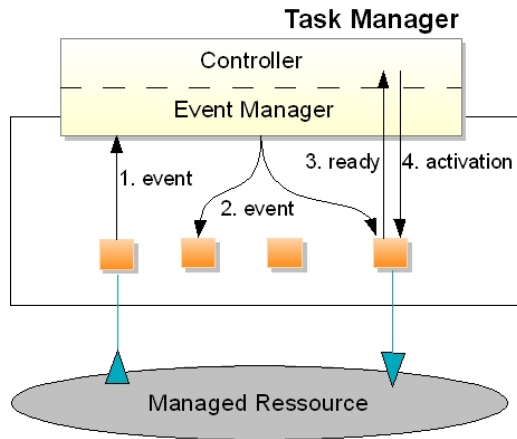 Task Manager
Controller
Event Manager
1. event
2. event
3. ready
4. activation
Managed Ressource